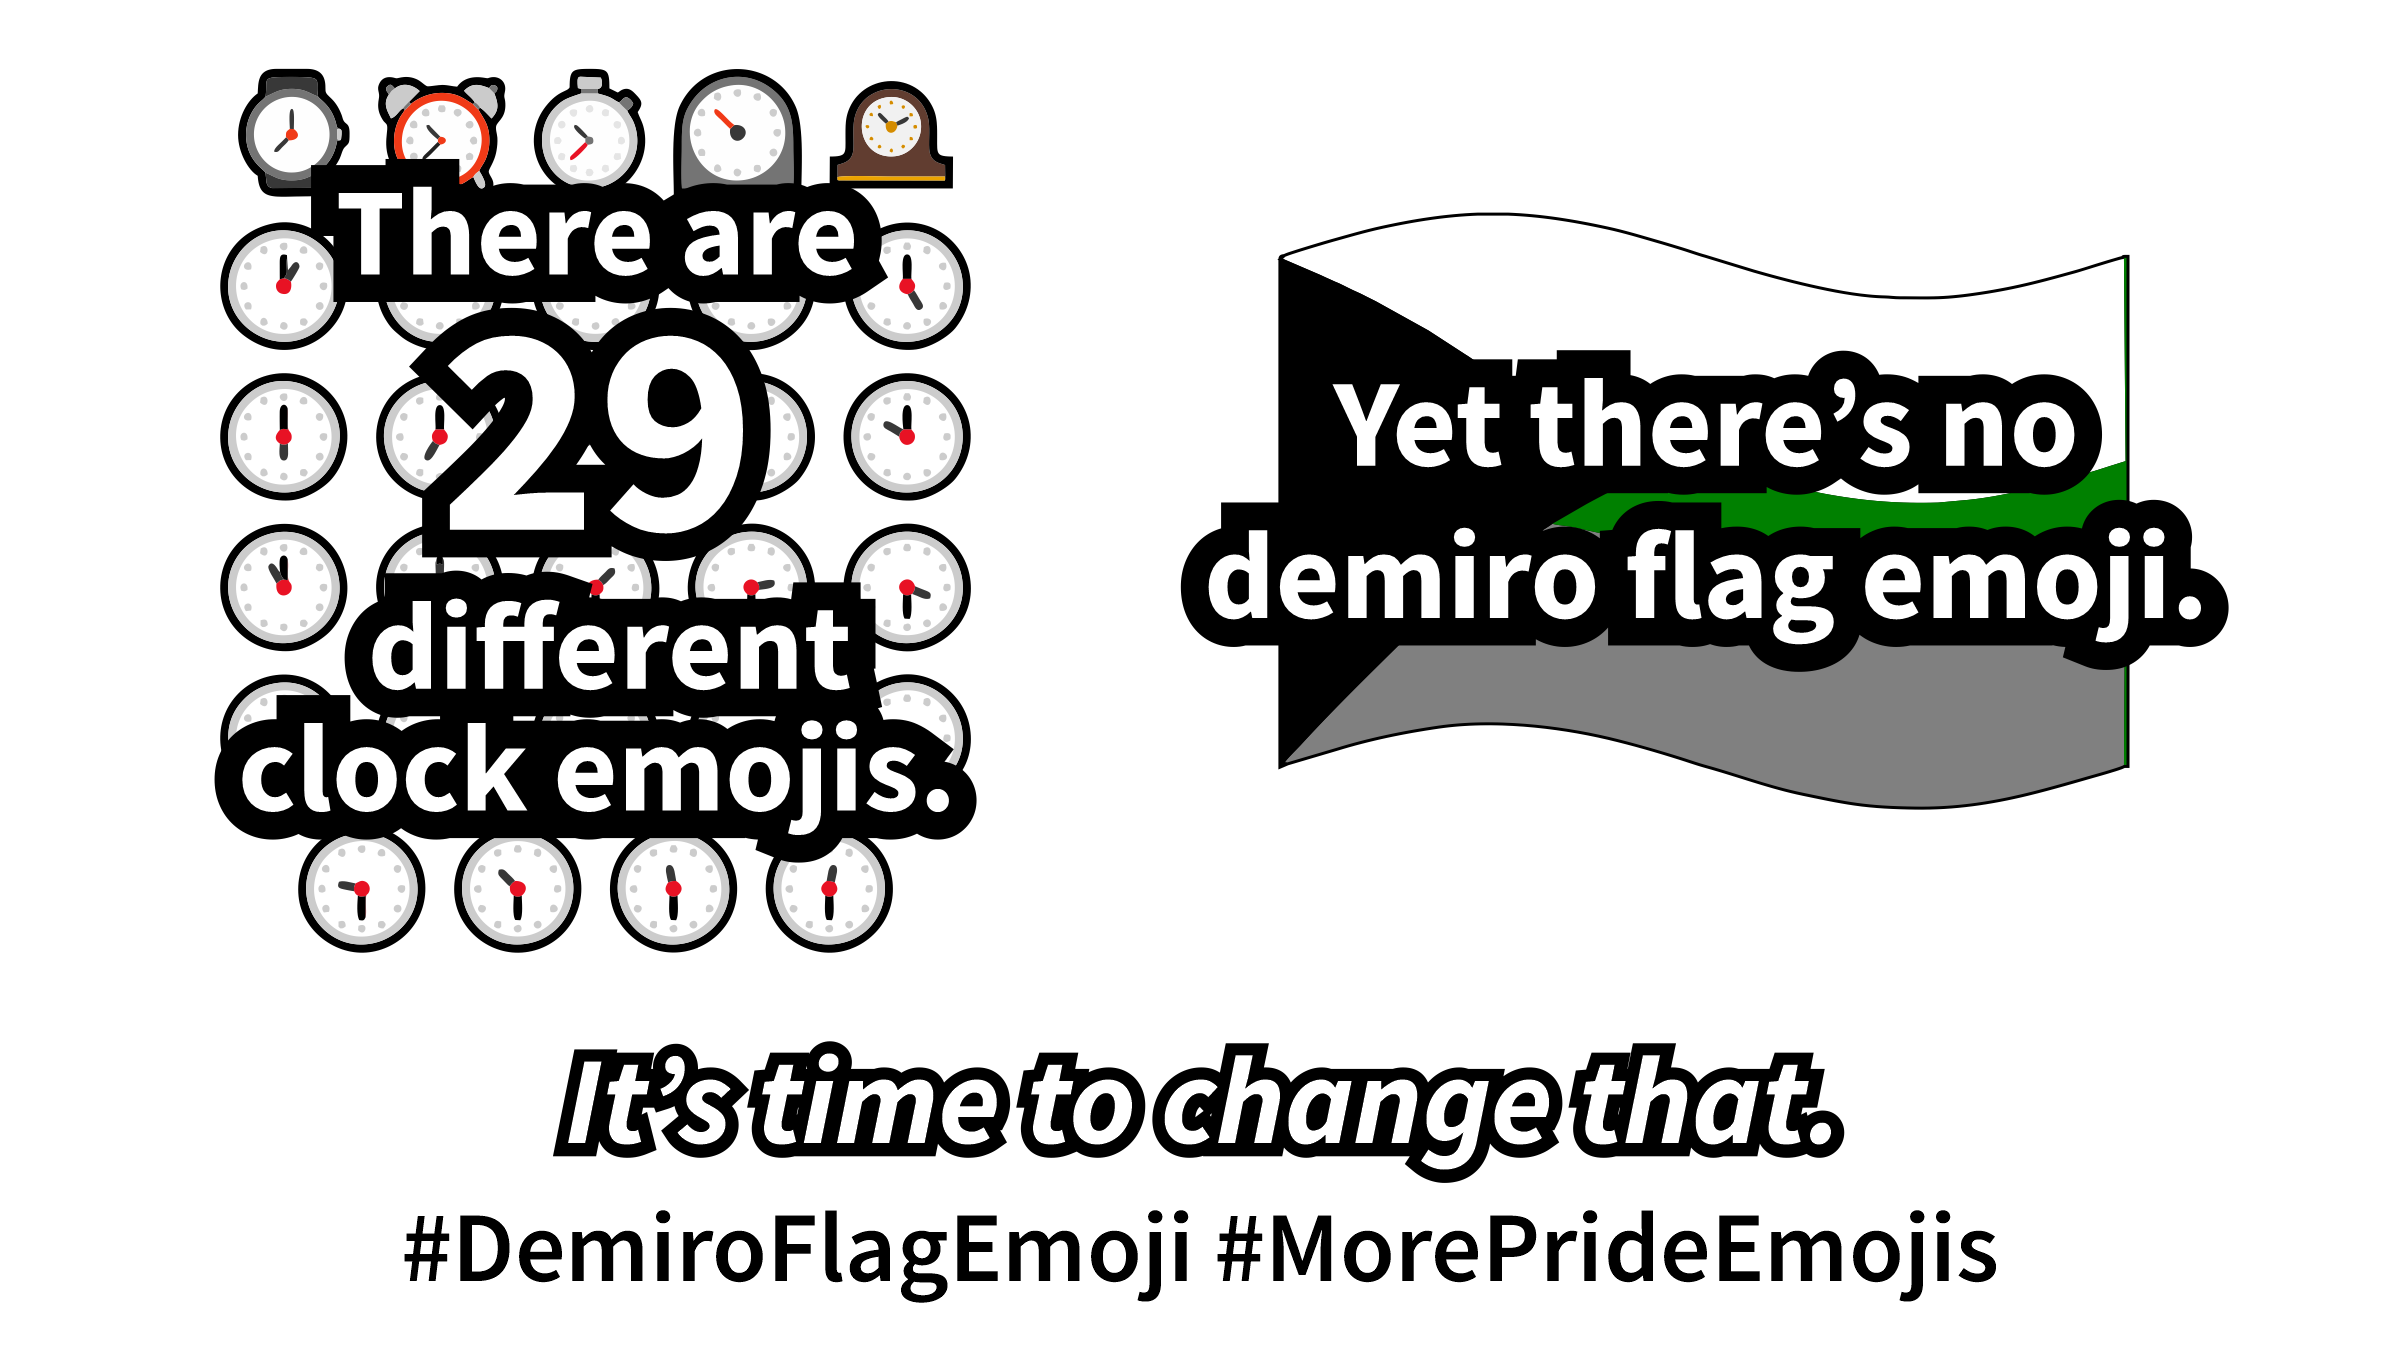 There are
29
different
clock emojis.
Yet there’s no
demiro flag emoji.
It’s time to change that.
#DemiroFlagEmoji #MorePrideEmojis